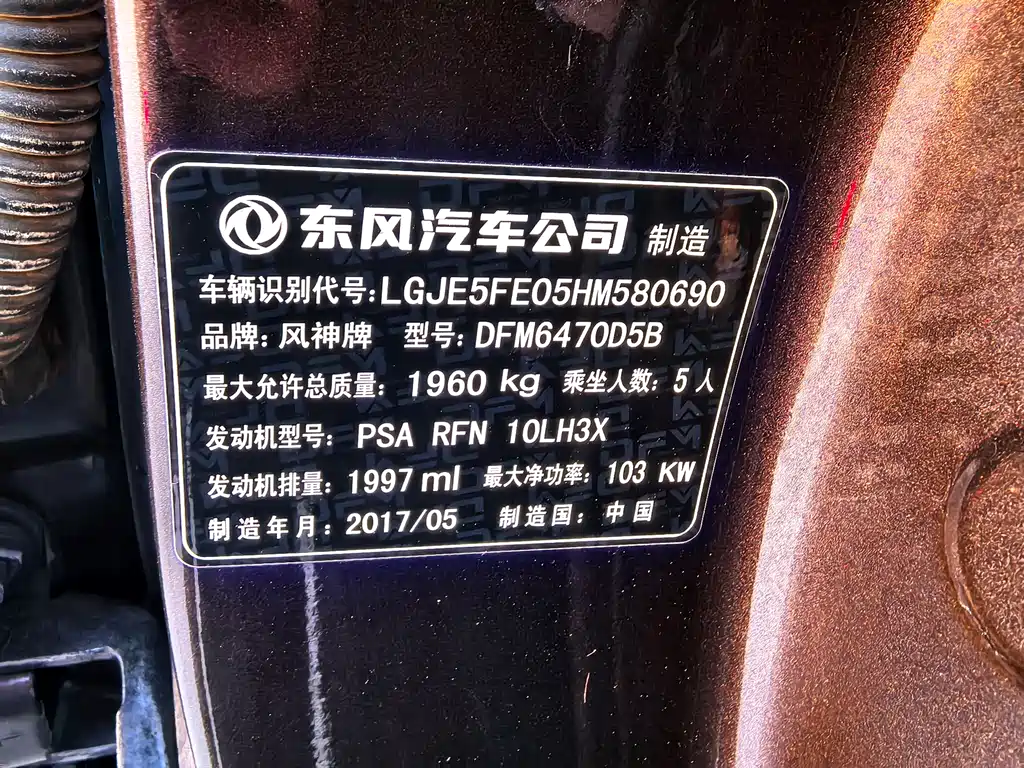 东风汽车公司 制造
车辆识别代号:LGJE5FE05HM580690
品牌:风神牌 型号:DFM6470D5B
最大允许总质量:1960 kg 乘坐人数:5人
发动机型号:PSA RFN 10LH3X
发动机排量:1997 ml 最大净功率:103 KW
制造年月:2017/05 制造国:中国